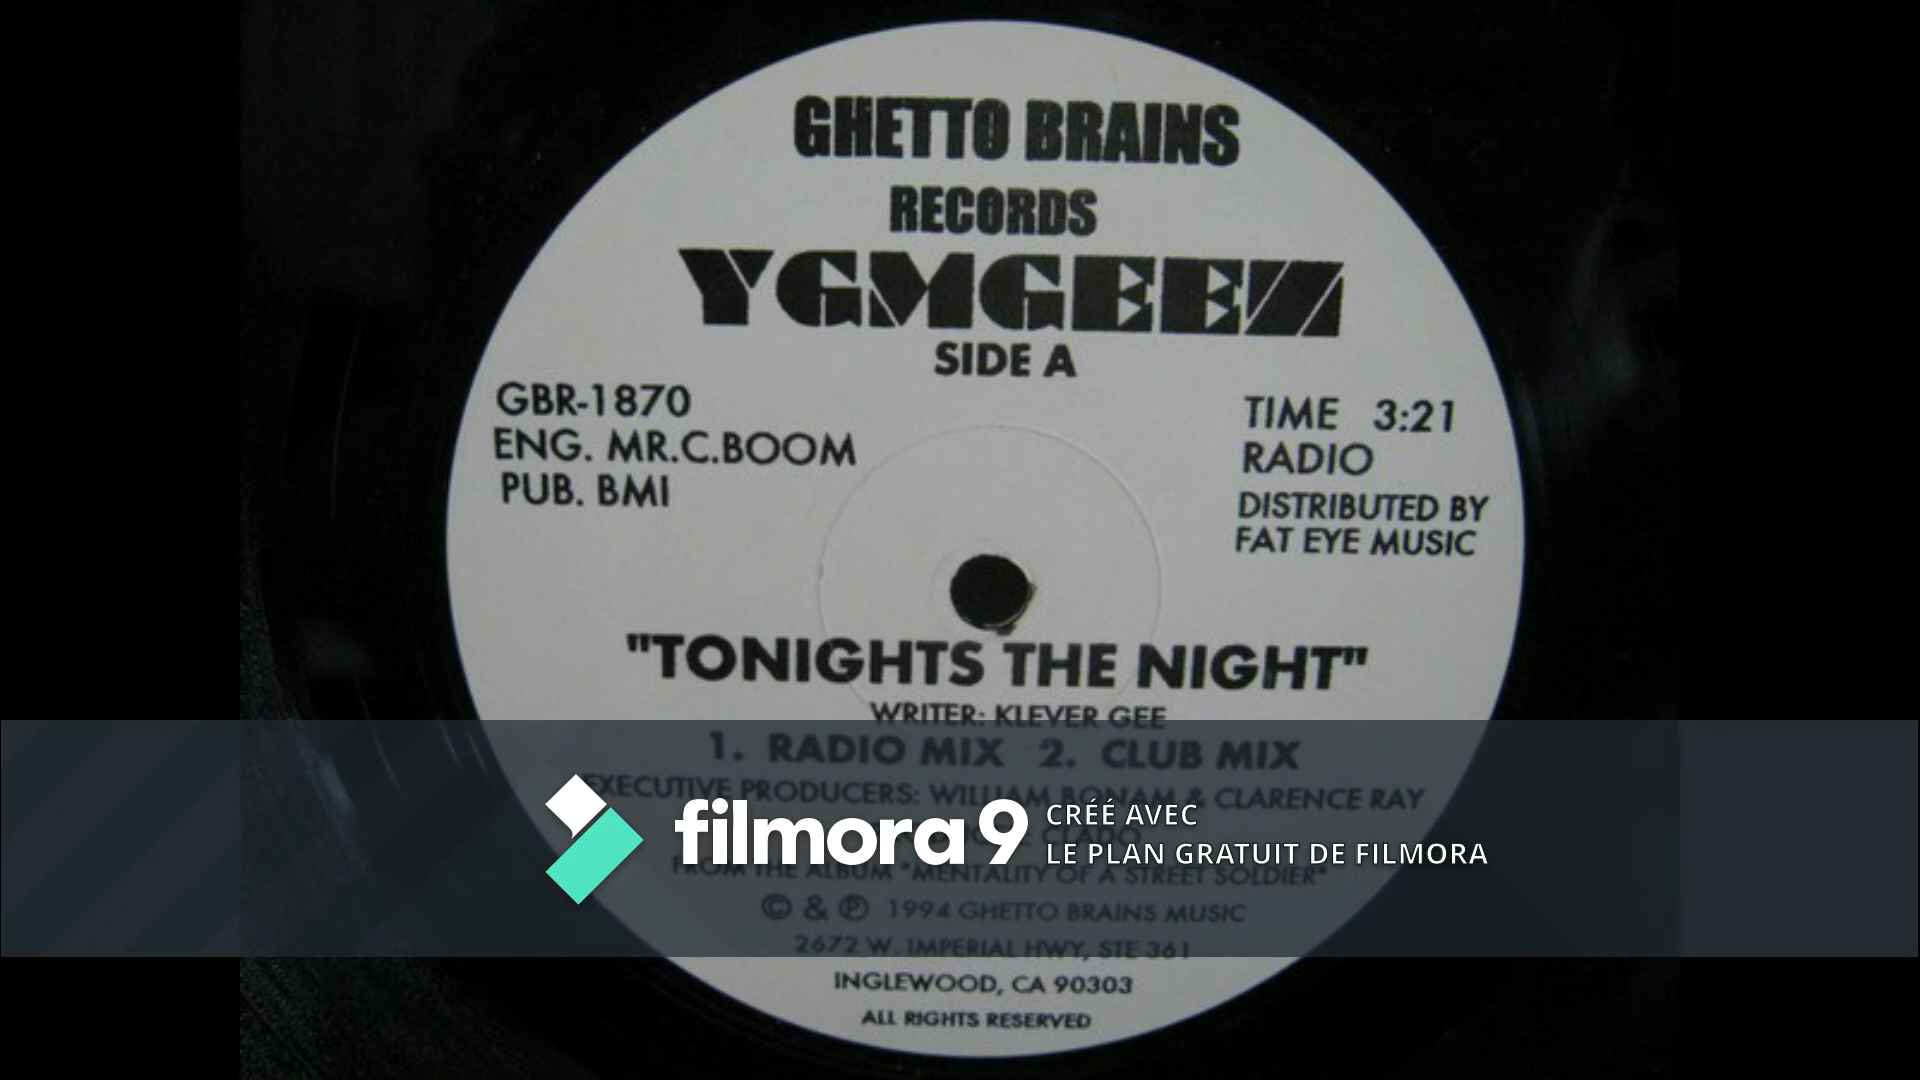 GHETTO BRAINS
RECORDS
YGMGEEZ
SIDE A
GBR-1870
ENG. MR.C.BOOM
PUB. BMI
TIME 3:21
RADIO
DISTRIBUTED BY
FAT EYE MUSIC
"TONIGHTS THE NIGHT"
WRITER: KLEVER GEE
1. RADIO MIX 2. CLUB MIX
EXECUTIVE PRODUCERS: WILLIAM BONAM & CLARENCE RAY
FROM THE ALBUM "MENTALITY OF A STREET SOLDIER"
© & ℗ 1994 GHETTO BRAINS MUSIC
2672 W. IMPERIAL HWY, STE 361
INGLEWOOD, CA 90303
ALL RIGHTS RESERVED
filmora9
CRÉÉ AVEC
LE PLAN GRATUIT DE FILMORA